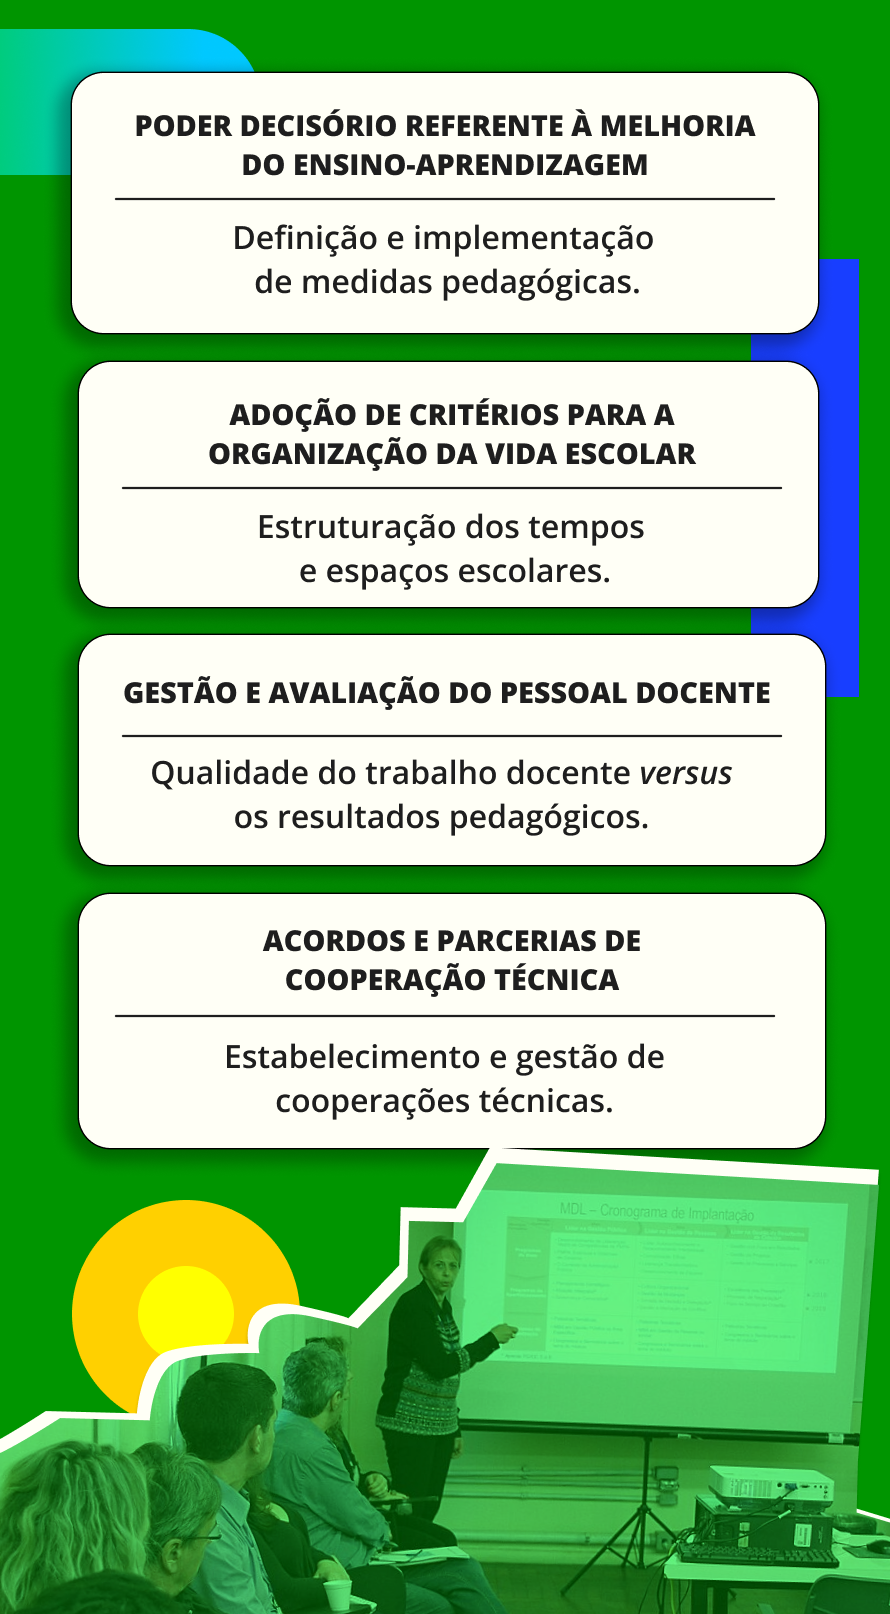 PODER DECISÓRIO REFERENTE À MELHORIA
DO ENSINO-APRENDIZAGEM
Definição e implementação
de medidas pedagógicas.
ADOÇÃO DE CRITÉRIOS PARA A
ORGANIZAÇÃO DA VIDA ESCOLAR
Estruturação dos tempos
e espaços escolares.
GESTÃO E AVALIAÇÃO DO PESSOAL DOCENTE
Qualidade do trabalho docente versus
os resultados pedagógicos.
ACORDOS E PARCERIAS DE
COOPERAÇÃO TÉCNICA
Estabelecimento e gestão de
cooperações técnicas.
MDL – Cronograma de Implantação